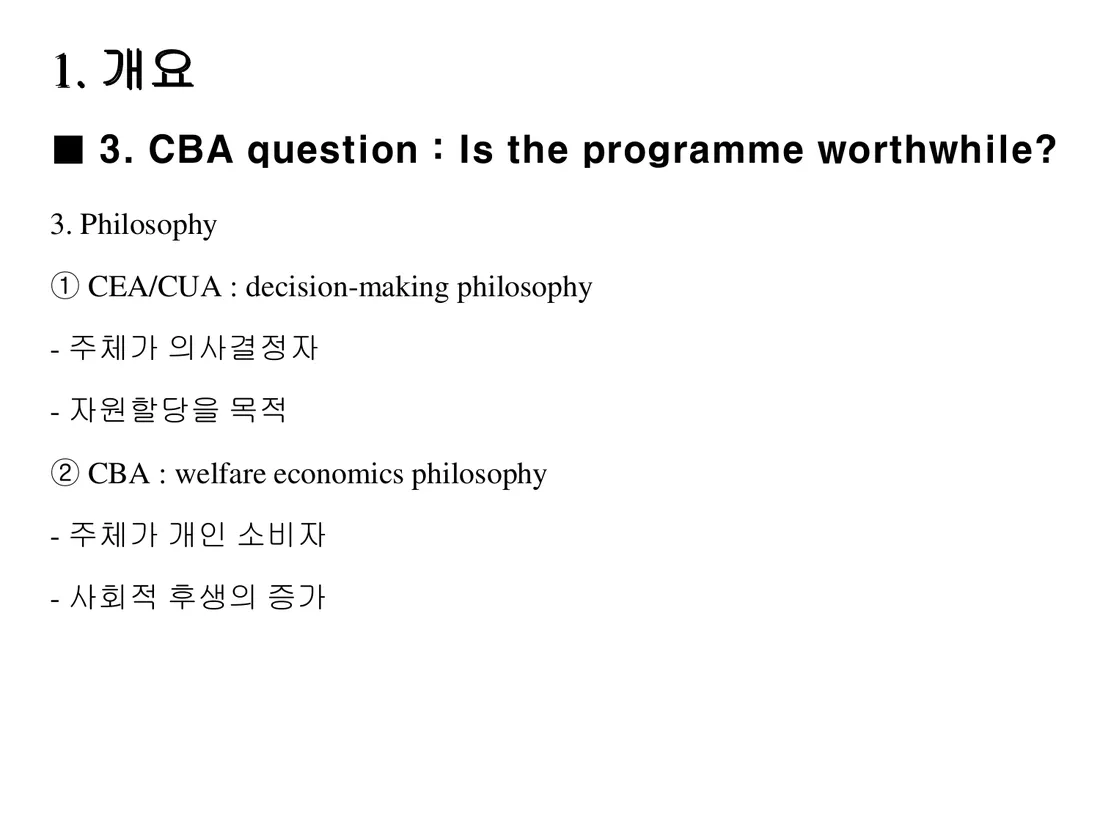 1. 개요
■ 3. CBA question : Is the programme worthwhile?
3. Philosophy
① CEA/CUA : decision-making philosophy
- 주체가 의사결정자
- 자원할당을 목적
② CBA : welfare economics philosophy
- 주체가 개인 소비자
- 사회적 후생의 증가